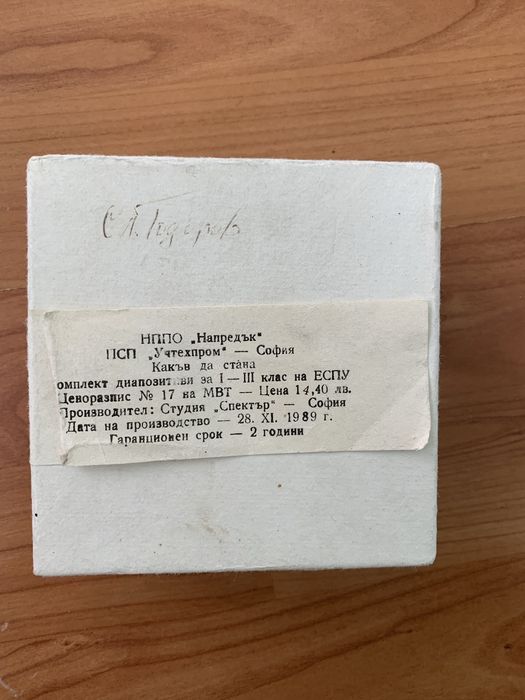 НППО „Напредък“
ПСП „Учтехпром“ — София
Какъв да стана
омплект диапозитиви за I—III клас на ЕСПУ
Ценоразпис № 17 на МВТ — Цена 14,40 лв.
Производител: Студия „Спектър“ — София
Дата на производство — 28. XI. 1989 г.
Гаранционен срок — 2 години